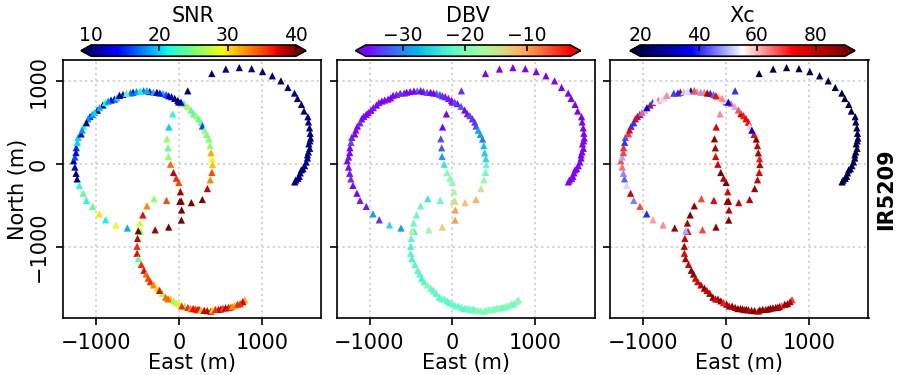 SNR DBV Xc
10 20 30 40 −30 −20 −10 20 40 60 80
1000
0
−1000
North (m)
IR5209
−1000 0 1000 −1000 0 1000 −1000 0 1000
East (m) East (m) East (m)